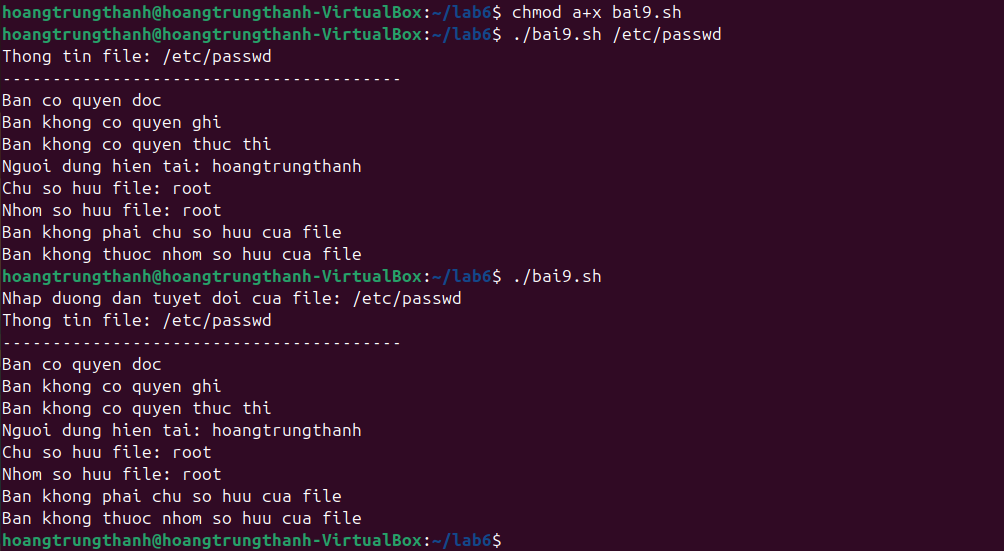 hoangtrungthanh@hoangtrungthanh-VirtualBox:~/lab6$ chmod a+x bai9.sh
hoangtrungthanh@hoangtrungthanh-VirtualBox:~/lab6$ ./bai9.sh /etc/passwd
Thong tin file: /etc/passwd
----------------------------------------
Ban co quyen doc
Ban khong co quyen ghi
Ban khong co quyen thuc thi
Nguoi dung hien tai: hoangtrungthanh
Chu so huu file: root
Nhom so huu file: root
Ban khong phai chu so huu cua file
Ban khong thuoc nhom so huu cua file
hoangtrungthanh@hoangtrungthanh-VirtualBox:~/lab6$ ./bai9.sh
Nhap duong dan tuyet doi cua file: /etc/passwd
Thong tin file: /etc/passwd
----------------------------------------
Ban co quyen doc
Ban khong co quyen ghi
Ban khong co quyen thuc thi
Nguoi dung hien tai: hoangtrungthanh
Chu so huu file: root
Nhom so huu file: root
Ban khong phai chu so huu cua file
Ban khong thuoc nhom so huu cua file
hoangtrungthanh@hoangtrungthanh-VirtualBox:~/lab6$